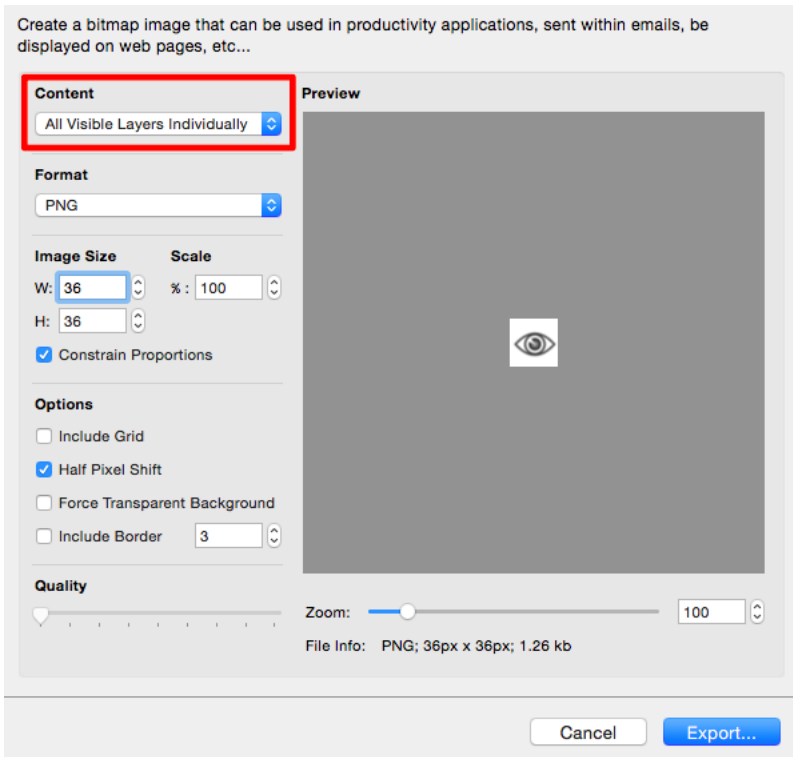 Create a bitmap image that can be used in productivity applications, sent within emails, be
displayed on web pages, etc...
Content
All Visible Layers Individually
Format
PNG
Image Size Scale
W: 36 % : 100
H: 36
Constrain Proportions
Options
Include Grid
Half Pixel Shift
Force Transparent Background
Include Border 3
Quality
Preview
Zoom: 100
File Info: PNG; 36px x 36px; 1.26 kb
Cancel Export...